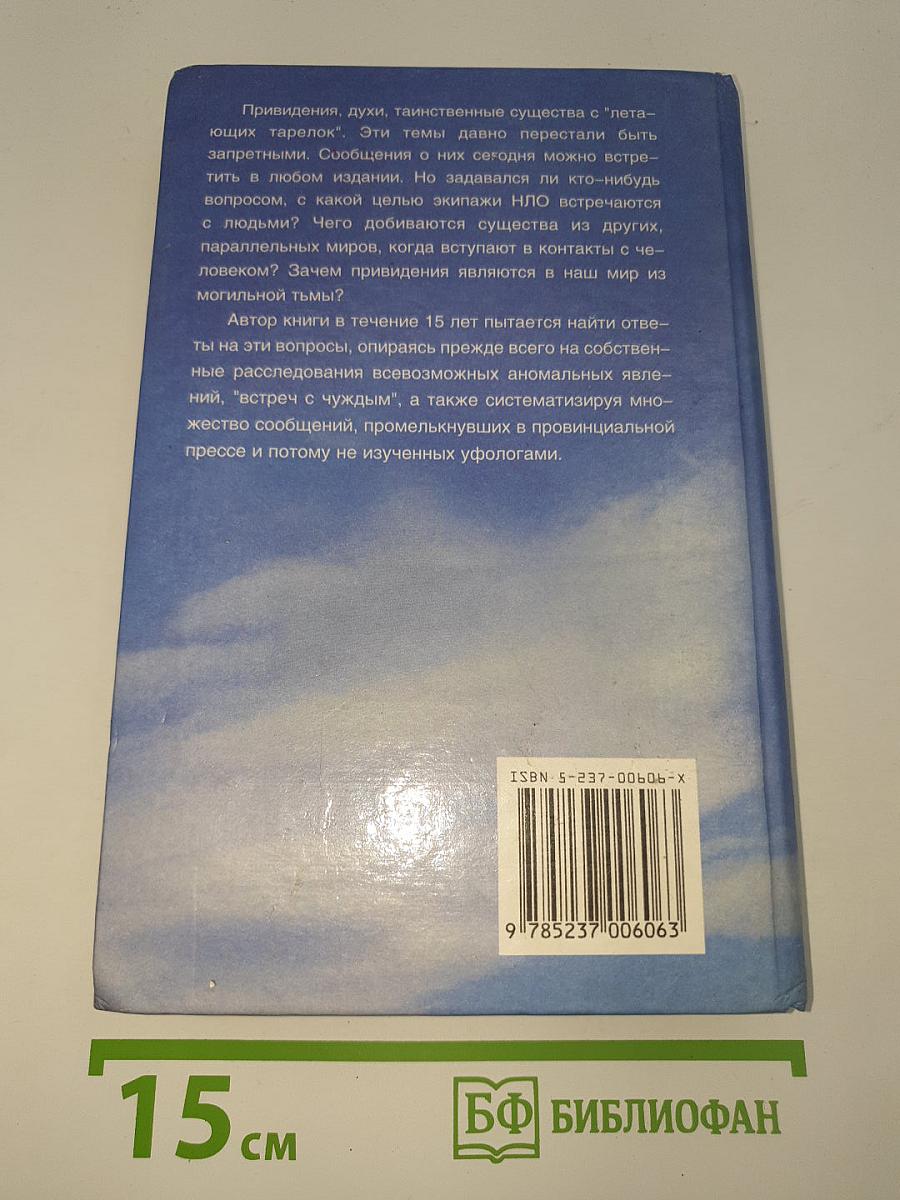 Привидения, духи, таинственные существа с "лета-
ющих тарелок". Эти темы давно перестали быть
запретными. Сообщения о них сегодня можно встре-
тить в любом издании. Но задавался ли кто-нибудь
вопросом, с какой целью экипажи НЛО встречаются
с людьми? Чего добиваются существа из других,
параллельных миров, когда вступают в контакты с че-
ловеком? Зачем привидения являются в наш мир из
могильной тьмы?
Автор книги в течение 15 лет пытается найти отве-
ты на эти вопросы, опираясь прежде всего на собствен-
ные расследования всевозможных аномальных явле-
ний, "встреч с чуждым", а также систематизируя мно-
жество сообщений, промелькнувших в провинциальной
прессе и потому не изученных уфологами.
ISBN 5-237-00606-X
9 785237 006063
15 см
БФ БИБЛИОФАН